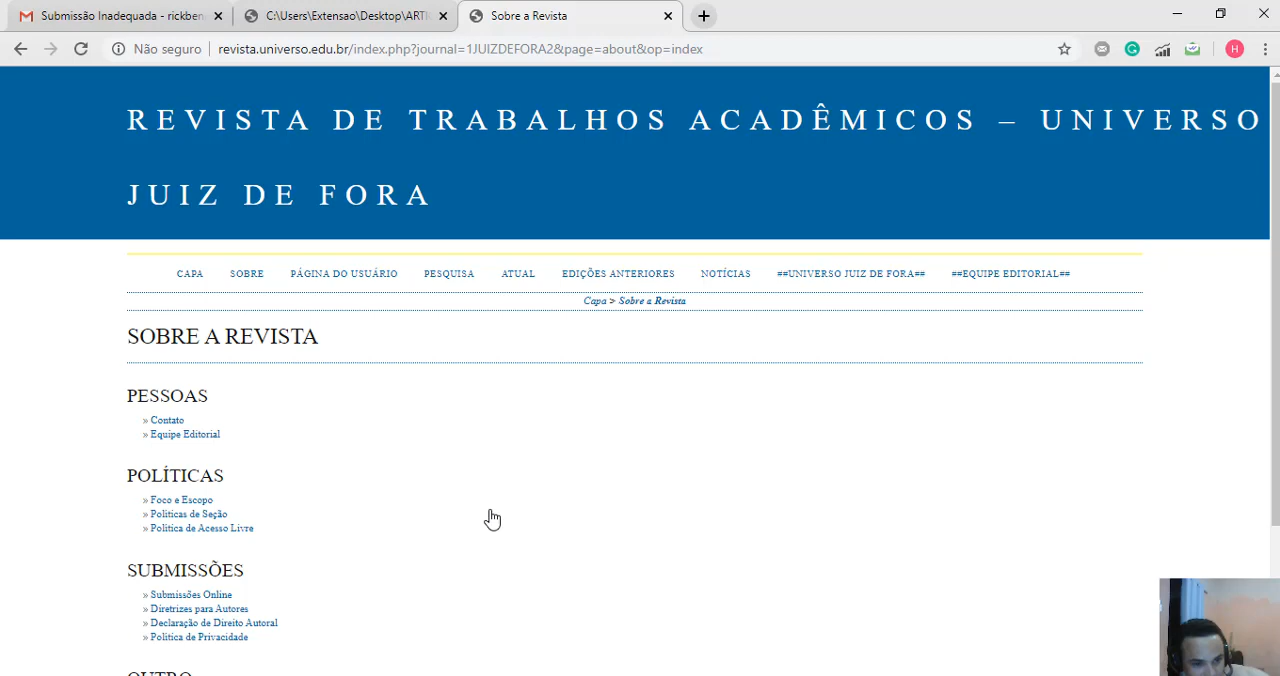 Submissão Inadequada - rickben
C:\Users\Extensao\Desktop\ARTI
Sobre a Revista
Não seguro
revista.universo.edu.br/index.php?journal=1JUIZDEFORA2&page=about&op=index
H
REVISTA DE TRABALHOS ACADÊMICOS – UNIVERSO
JUIZ DE FORA
CAPA SOBRE PÁGINA DO USUÁRIO PESQUISA ATUAL EDIÇÕES ANTERIORES NOTÍCIAS ##UNIVERSO JUIZ DE FORA## ##EQUIPE EDITORIAL##
Capa > Sobre a Revista
SOBRE A REVISTA
PESSOAS
» Contato
» Equipe Editorial
POLÍTICAS
» Foco e Escopo
» Políticas de Seção
» Política de Acesso Livre
SUBMISSÕES
» Submissões Online
» Diretrizes para Autores
» Declaração de Direito Autoral
» Política de Privacidade
OUTRO